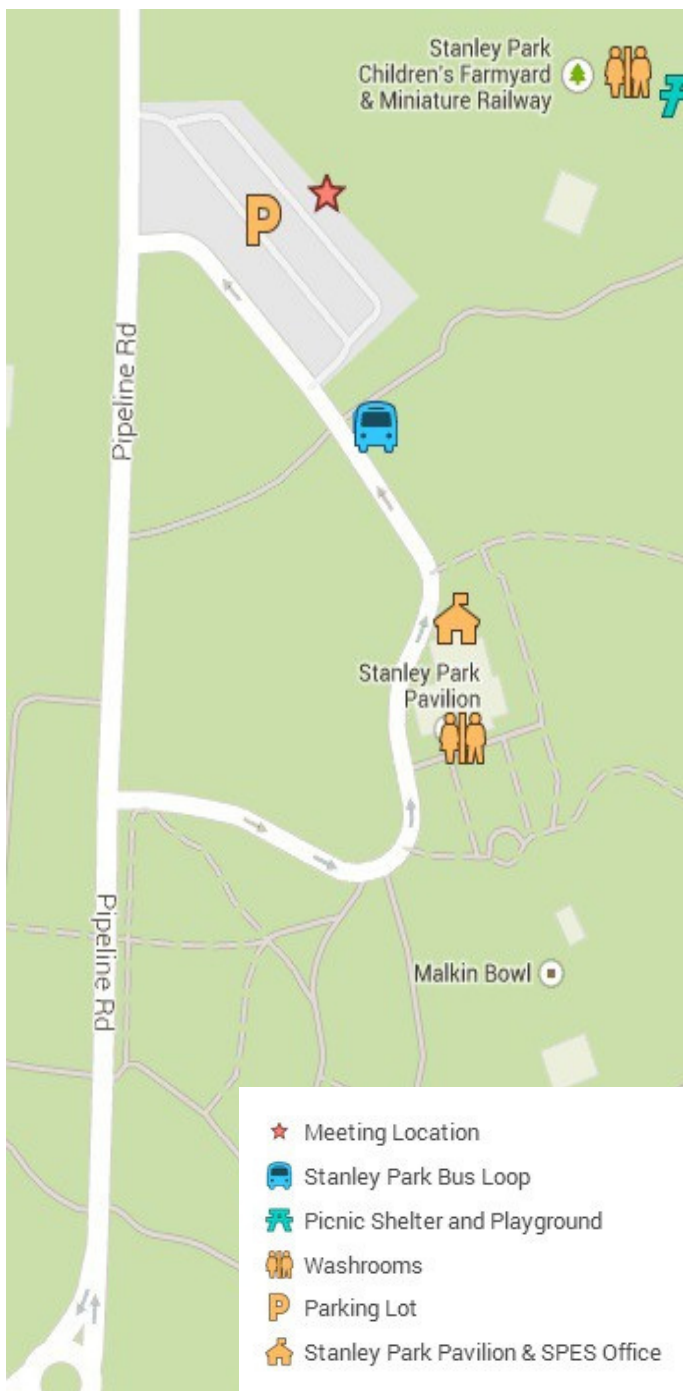 Stanley Park
Children's Farmyard
& Miniature Railway
P
Pipeline Rd
Stanley Park
Pavilion
Pipeline Rd
Malkin Bowl
Meeting Location
Stanley Park Bus Loop
Picnic Shelter and Playground
Washrooms
P Parking Lot
Stanley Park Pavilion & SPES Office